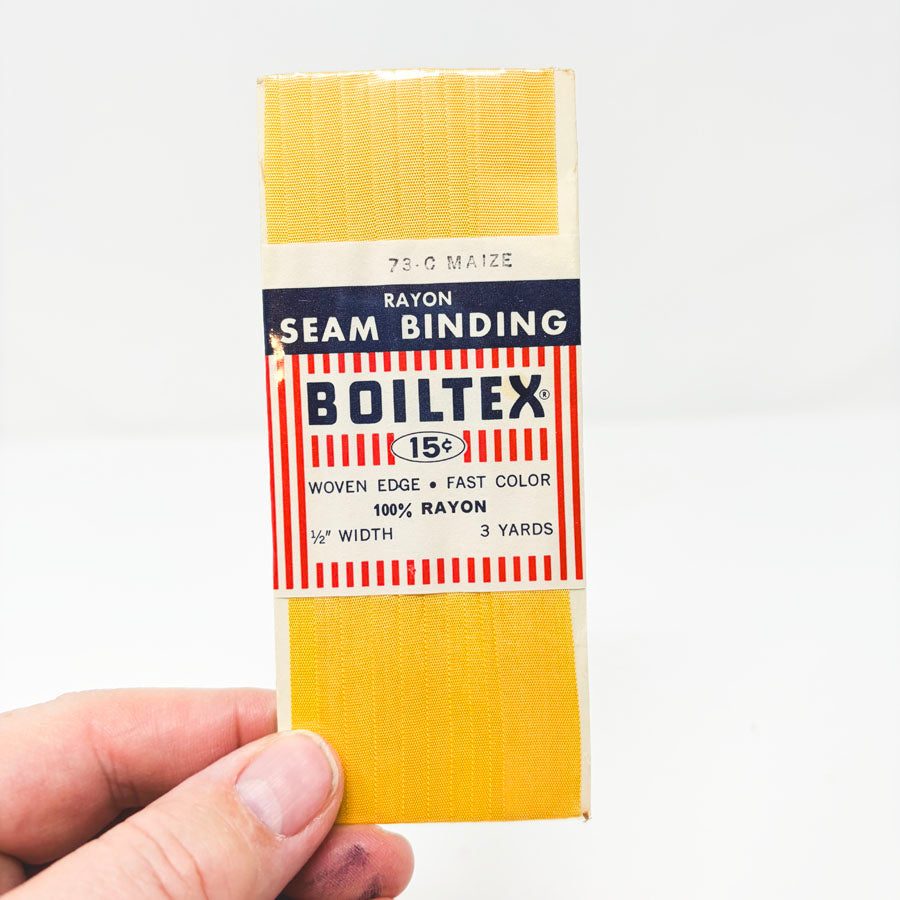 73-C MAIZE
RAYON
SEAM BINDING
BOILTEX®
15¢
WOVEN EDGE • FAST COLOR
100% RAYON
½" WIDTH 3 YARDS